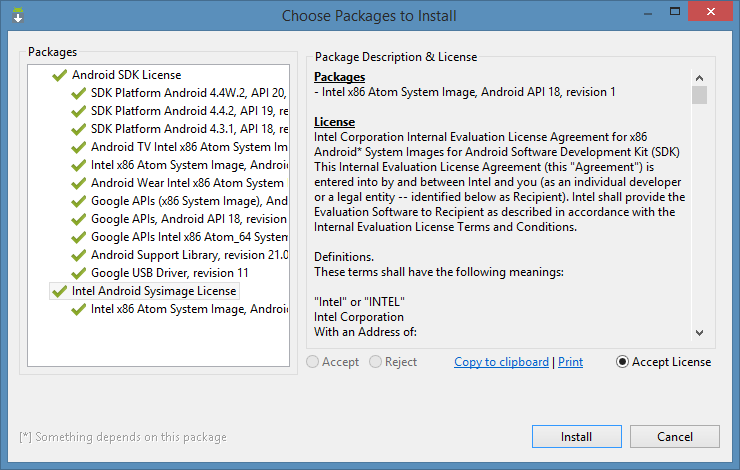 Choose Packages to Install
Packages
Android SDK License
SDK Platform Android 4.4W.2, API 20,
SDK Platform Android 4.4.2, API 19, re
SDK Platform Android 4.3.1, API 18, re
Android TV Intel x86 Atom System Im
Intel x86 Atom System Image, Androi
Android Wear Intel x86 Atom System
Google APIs (x86 System Image), And
Google APIs, Android API 18, revision
Google APIs Intel x86 Atom_64 System
Android Support Library, revision 21.0
Google USB Driver, revision 11
Intel Android Sysimage License
Intel x86 Atom System Image, Androi
Package Description & License
Packages
- Intel x86 Atom System Image, Android API 18, revision 1
License
Intel Corporation Internal Evaluation License Agreement for x86
Android* System Images for Android Software Development Kit (SDK)
This Internal Evaluation License Agreement (this "Agreement") is
entered into by and between Intel and you (as an individual developer
or a legal entity -- identified below as Recipient). Intel shall provide the
Evaluation Software to Recipient as described in accordance with the
Internal Evaluation License Terms and Conditions.
Definitions.
These terms shall have the following meanings:
"Intel" or "INTEL"
Intel Corporation
With an Address of:
Accept Reject Copy to clipboard | Print Accept License
[*] Something depends on this package
Install Cancel